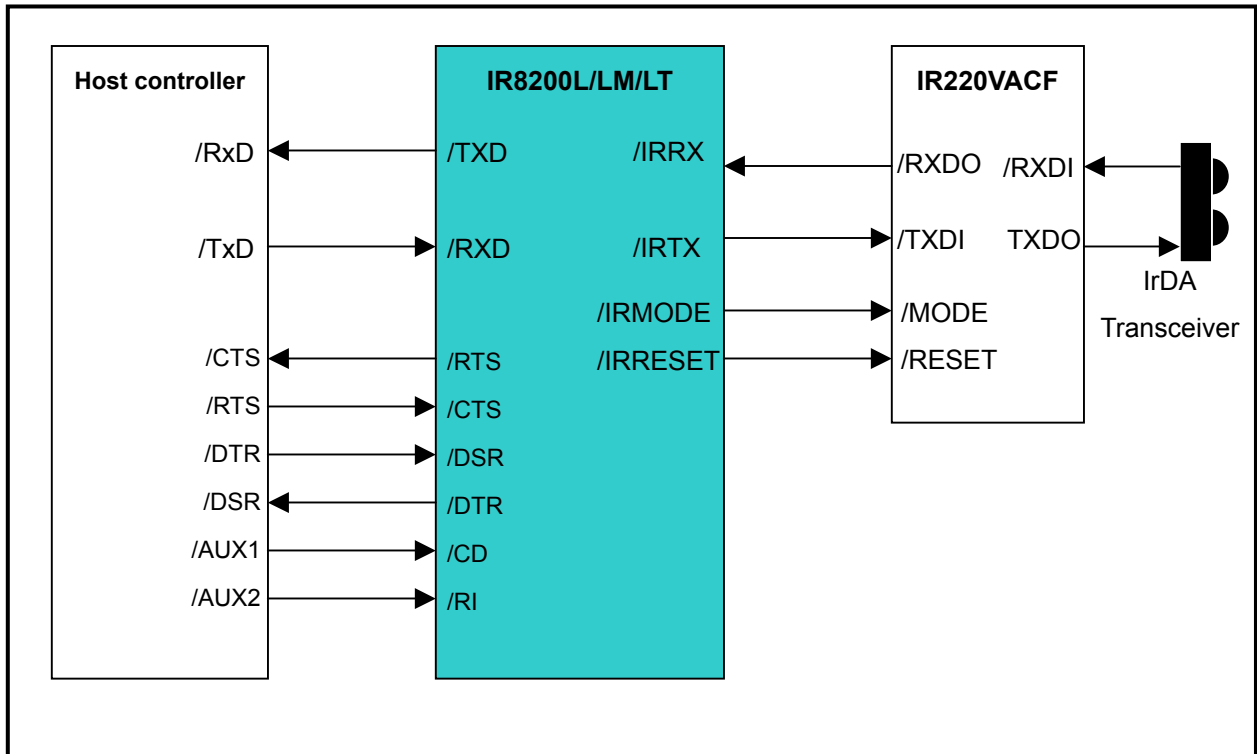 Host controller
IR8200L/LM/LT
IR220VACF
/RxD
/TXD
/IRRX
/RXDO
/RXDI
/TxD
/RXD
/IRTX
/TXDI
TXDO
IrDA
Transceiver
/IRMODE
/MODE
/CTS
/RTS
/IRRESET
/RESET
/RTS
/CTS
/DTR
/DSR
/DSR
/DTR
/AUX1
/CD
/AUX2
/RI